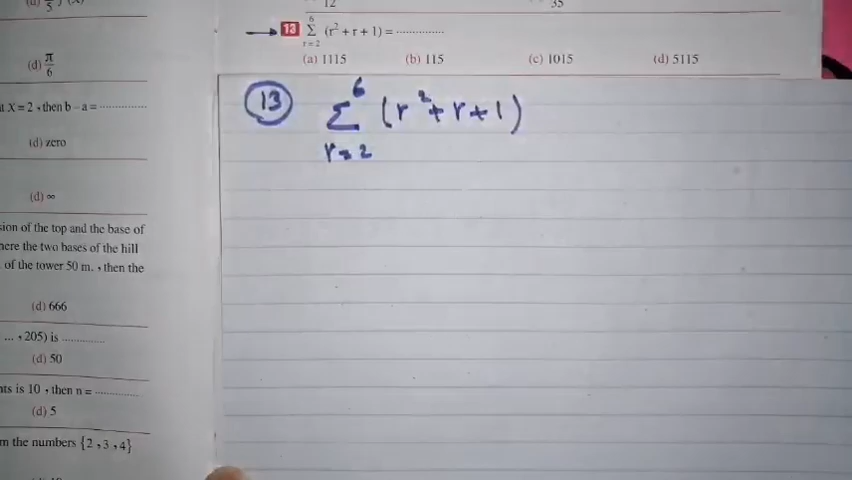 5
(d) π/6
x = 2 , then b – a = ..............
(d) zero
(d) ∞
sion of the top and the base of
here the two bases of the hill
of the tower 50 m. , then the
(d) 666
... , 205) is ............
(d) 50
nts is 10 , then n = ............
(d) 5
m the numbers {2 , 3 , 4}
12
35
13 6
Σ (r² + r + 1) = ..............
r = 2
(a) 1115 (b) 115 (c) 1015 (d) 5115
13 6
Σ (r² + r + 1)
r = 2